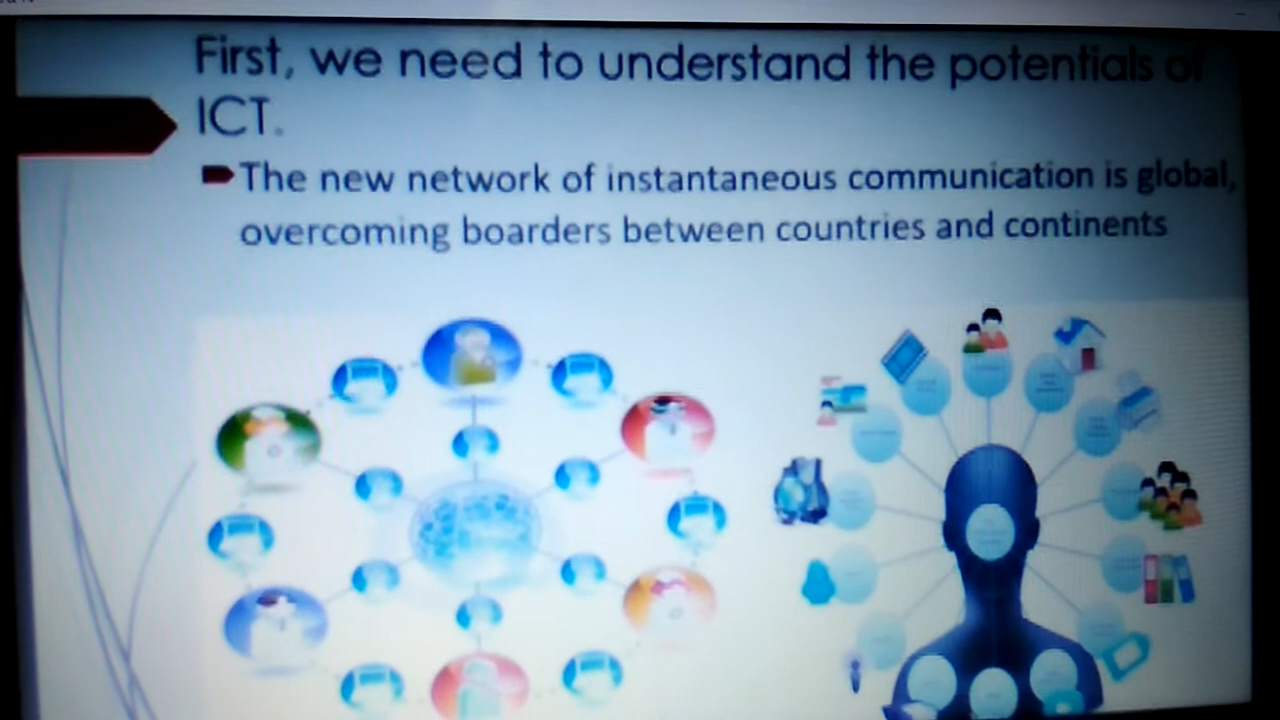 First, we need to understand the potentials of
ICT.
The new network of instantaneous communication is global,
overcoming boarders between countries and continents